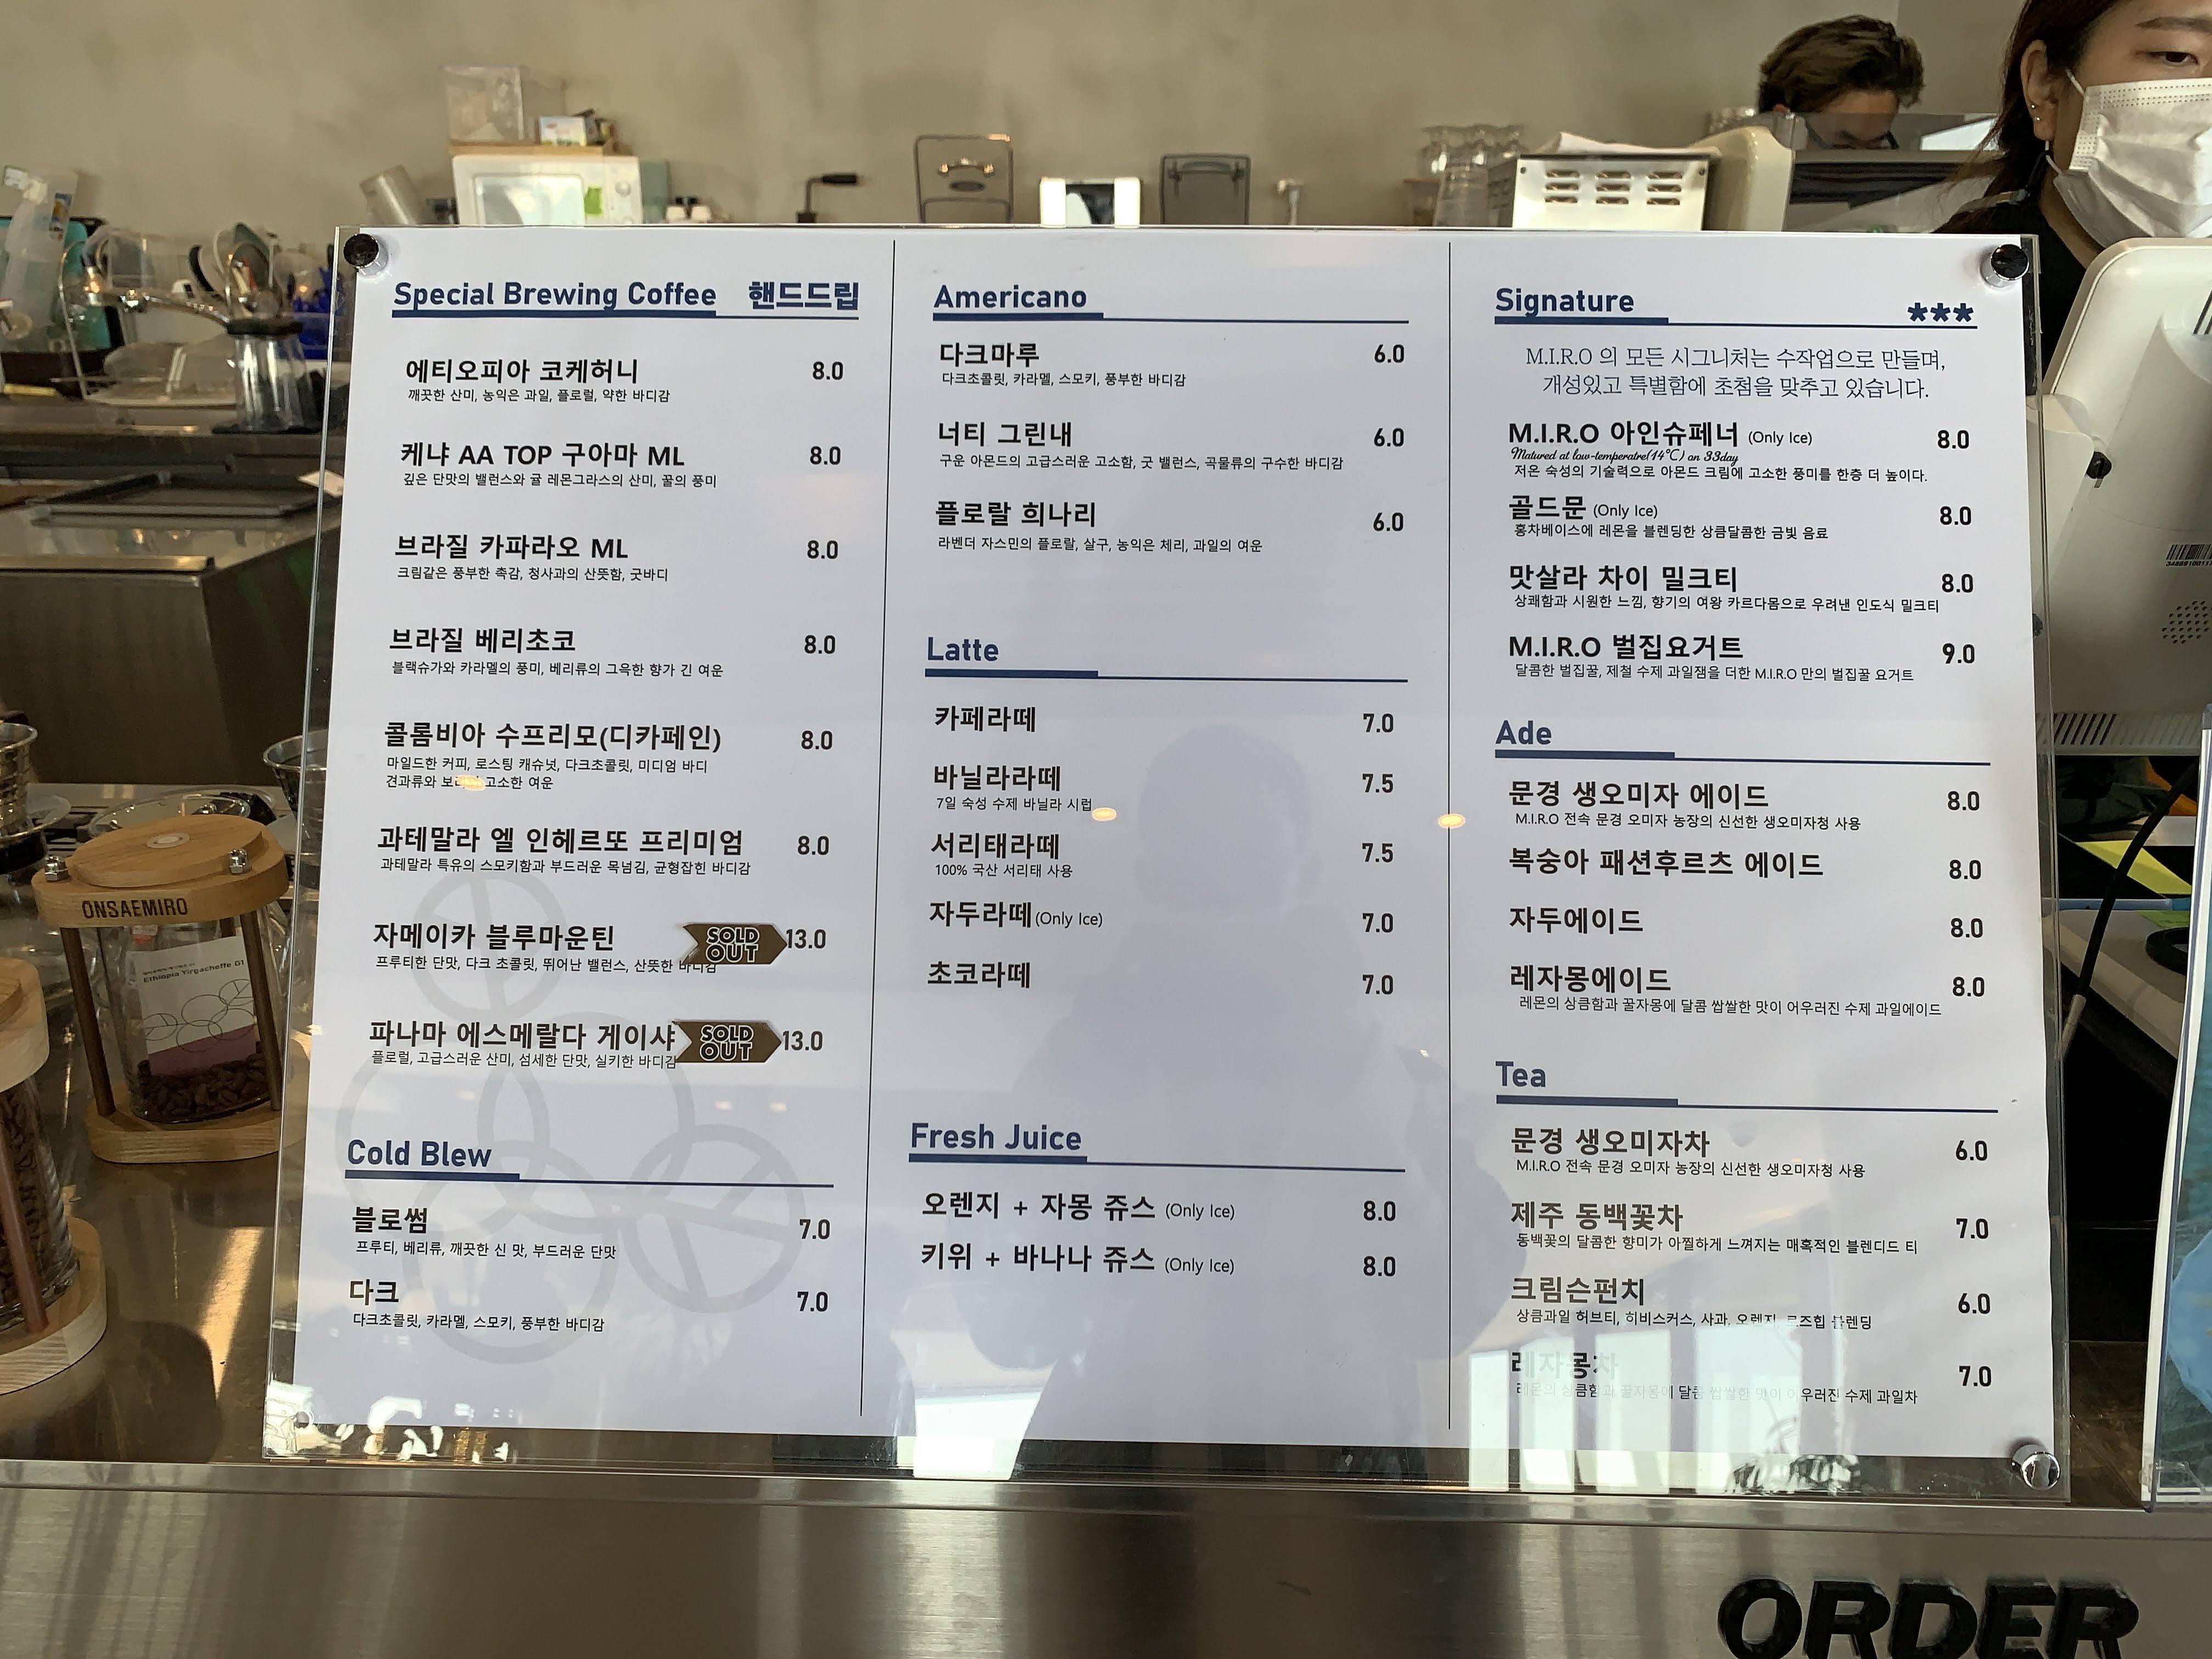 Special Brewing Coffee 핸드드립
에티오피아 코케허니 8.0
깨끗한 산미, 농익은 과일, 플로럴, 약한 바디감
케냐 AA TOP 구아마 ML 8.0
깊은 단맛의 밸런스와 귤 레몬그라스의 산미, 꿀의 풍미
브라질 카파라오 ML 8.0
크림같은 풍부한 촉감, 청사과의 산뜻함, 굿바디
브라질 베리초코 8.0
블랙슈가와 카라멜의 풍미, 베리류의 그윽한 향가 긴 여운
콜롬비아 수프리모(디카페인) 8.0
마일드한 커피, 로스팅 캐슈넛, 다크초콜릿, 미디엄 바디
견과류와 고소한 여운
과테말라 엘 인헤르또 프리미엄 8.0
과테말라 특유의 스모키함과 부드러운 목넘김, 균형잡힌 바디감
자메이카 블루마운틴 SOLD OUT 13.0
프루티한 단맛, 다크 초콜릿, 뛰어난 밸런스, 산뜻한 바디감
파나마 에스메랄다 게이샤 SOLD OUT 13.0
플로럴, 고급스러운 산미, 섬세한 단맛, 실키한 바디감
Cold Blew
블로썸 7.0
프루티, 베리류, 깨끗한 신 맛, 부드러운 단맛
다크 7.0
다크초콜릿, 카라멜, 스모키, 풍부한 바디감
Americano
다크마루 6.0
다크초콜릿, 카라멜, 스모키, 풍부한 바디감
너티 그린내 6.0
구운 아몬드의 고급스러운 고소함, 굿 밸런스, 곡물류의 구수한 바디감
플로랄 희나리 6.0
라벤더 자스민의 플로랄, 살구, 농익은 체리, 과일의 여운
Latte
카페라떼 7.0
바닐라라떼 7.5
7일 숙성 수제 바닐라 시럽
서리태라떼 7.5
100% 국산 서리태 사용
자두라떼(Only Ice) 7.0
초코라떼 7.0
Fresh Juice
오렌지 + 자몽 쥬스 (Only Ice) 8.0
키위 + 바나나 쥬스 (Only Ice) 8.0
Signature ***
M.I.R.O 의 모든 시그니처는 수작업으로 만들며,
개성있고 특별함에 초첨을 맞추고 있습니다.
M.I.R.O 아인슈페너 (Only Ice) 8.0
Matured at low-temperatre(14℃) on 33day
저온 숙성의 기술력으로 아몬드 크림에 고소한 풍미를 한층 더 높이다.
골드문 (Only Ice) 8.0
홍차베이스에 레몬을 블렌딩한 상큼달콤한 금빛 음료
맛살라 차이 밀크티 8.0
상쾌함과 시원한 느낌, 향기의 여왕 카르다몸으로 우려낸 인도식 밀크티
M.I.R.O 벌집요거트 9.0
달콤한 벌집꿀, 제철 수제 과일잼을 더한 M.I.R.O 만의 벌집꿀 요거트
Ade
문경 생오미자 에이드 8.0
M.I.R.O 전속 문경 오미자 농장의 신선한 생오미자청 사용
복숭아 패션후르츠 에이드 8.0
자두에이드 8.0
레자몽에이드 8.0
레몬의 상큼함과 꿀자몽에 달콤 쌉쌀한 맛이 어우러진 수제 과일에이드
Tea
문경 생오미자차 6.0
M.I.R.O 전속 문경 오미자 농장의 신선한 생오미자청 사용
제주 동백꽃차 7.0
동백꽃의 달콤한 향미가 아찔하게 느껴지는 매혹적인 블렌디드 티
크림슨펀치 6.0
상큼과일 허브티, 히비스커스, 사과, 오렌지, 로즈힙 블렌딩
레자몽차 7.0
레몬의 상큼함과 꿀자몽에 달콤 쌉쌀한 맛이 어우러진 수제 과일차
ONSAEMIRO
Ethiopia Yirgacheffe G1
ORDER